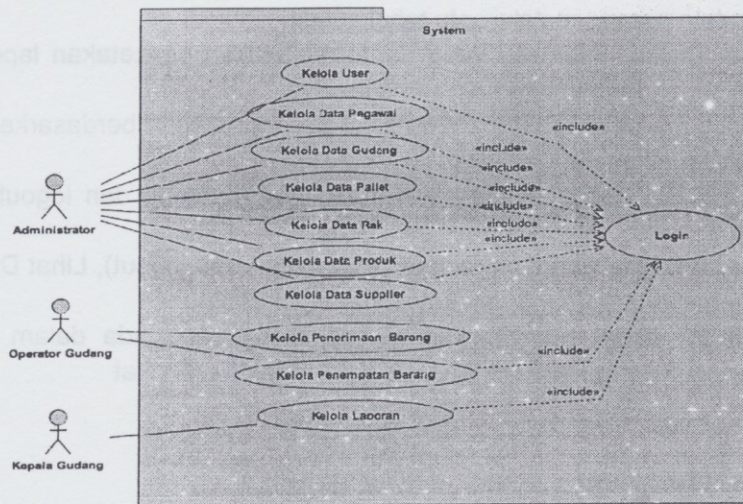 System
Kelola User
Kelola Data Pegawai
«include»
Kelola Data Gudang
«include»
«include»
Kelola Data Pallet
«include»
Administrator
Kelola Data Rak
«include»
«include»
Login
Kelola Data Produk
«include»
Kelola Data Supplier
Operator Gudang
Kelola Penerimaan Barang
«include»
Kelola Penempatan Barang
«include»
Kelola Laporan
Kepala Gudang